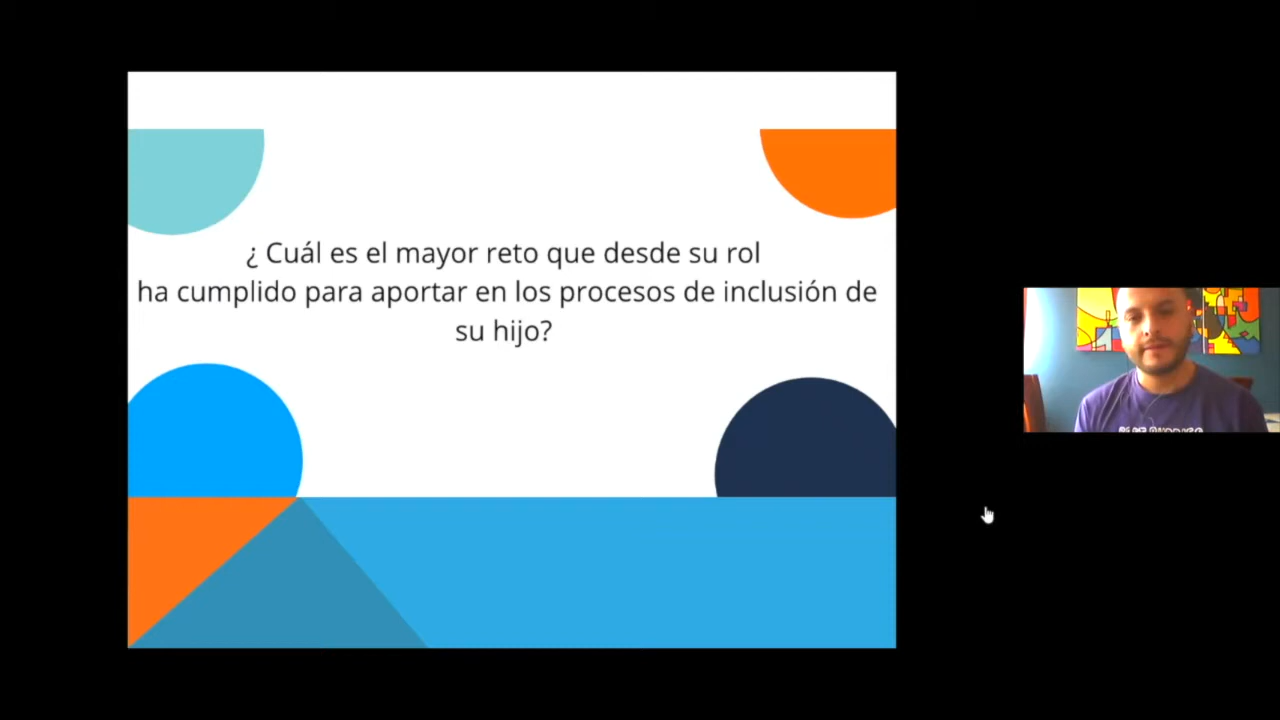 ¿ Cuál es el mayor reto que desde su rol
ha cumplido para aportar en los procesos de inclusión de
su hijo?